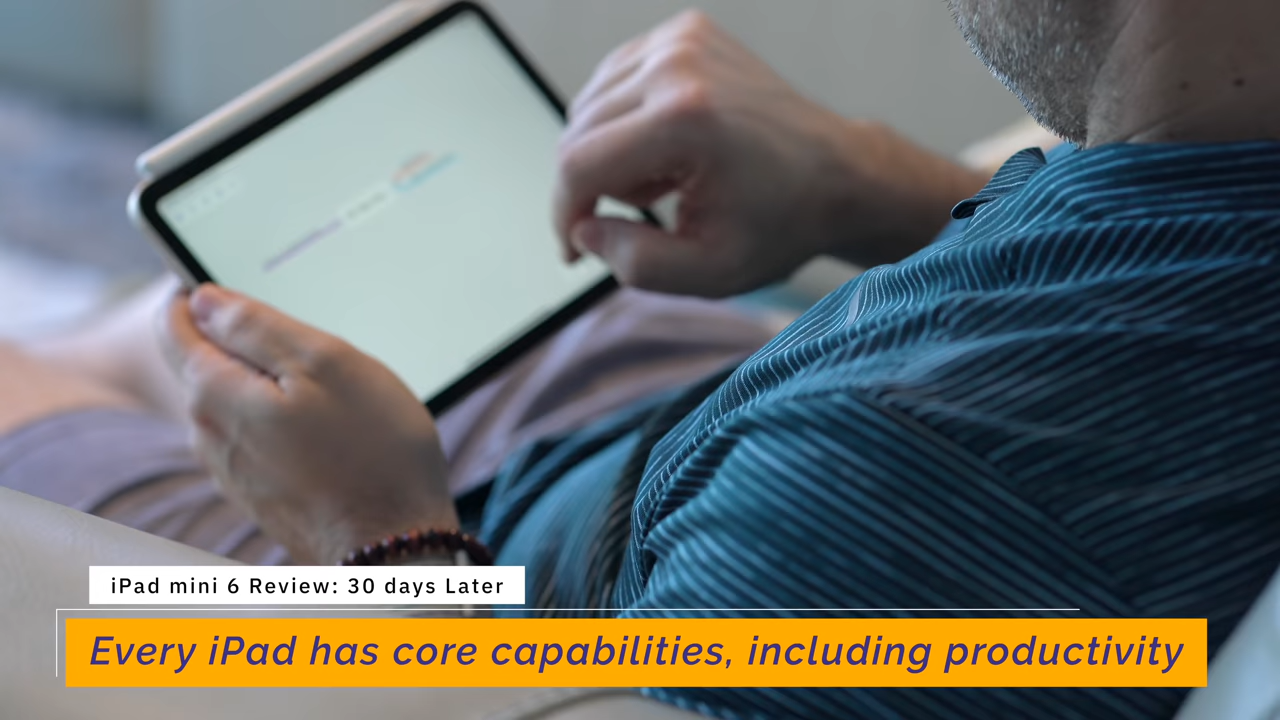 iPad mini 6 Review: 30 days Later
Every iPad has core capabilities, including productivity